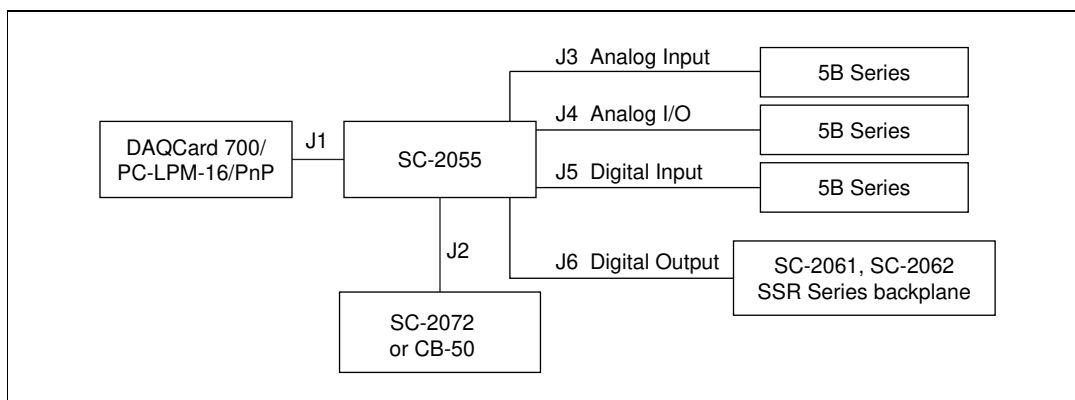 J3 Analog Input
5B Series
J4 Analog I/O
5B Series
DAQCard 700/
PC-LPM-16/PnP
J1
SC-2055
J5 Digital Input
5B Series
J2
J6 Digital Output
SC-2061, SC-2062
SSR Series backplane
SC-2072
or CB-50